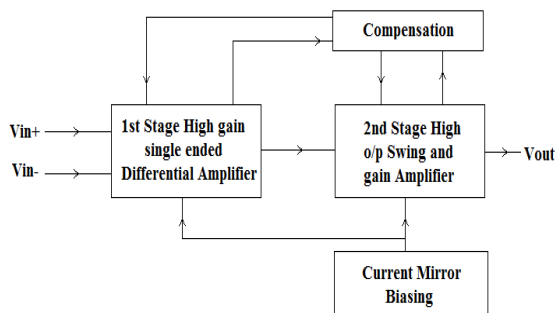 Compensation
Vin+
Vin-
1st Stage High gain
single ended
Differential Amplifier
2nd Stage High
o/p Swing and
gain Amplifier
Vout
Current Mirror
Biasing